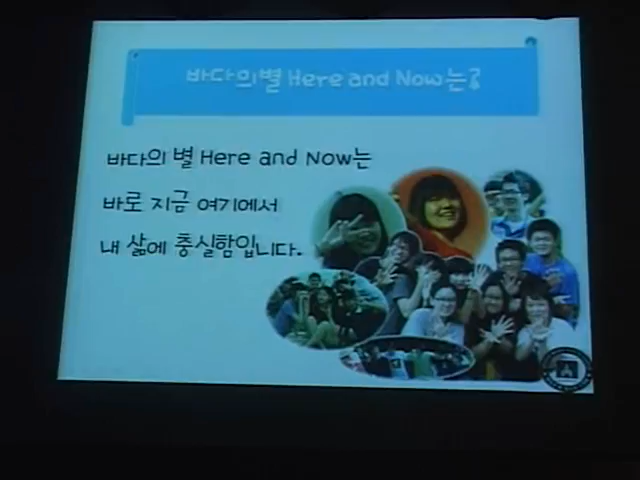 바다의별 Here and Now는?
바다의 별 Here and Now는
바로 지금 여기에서
내 삶에 충실함입니다.